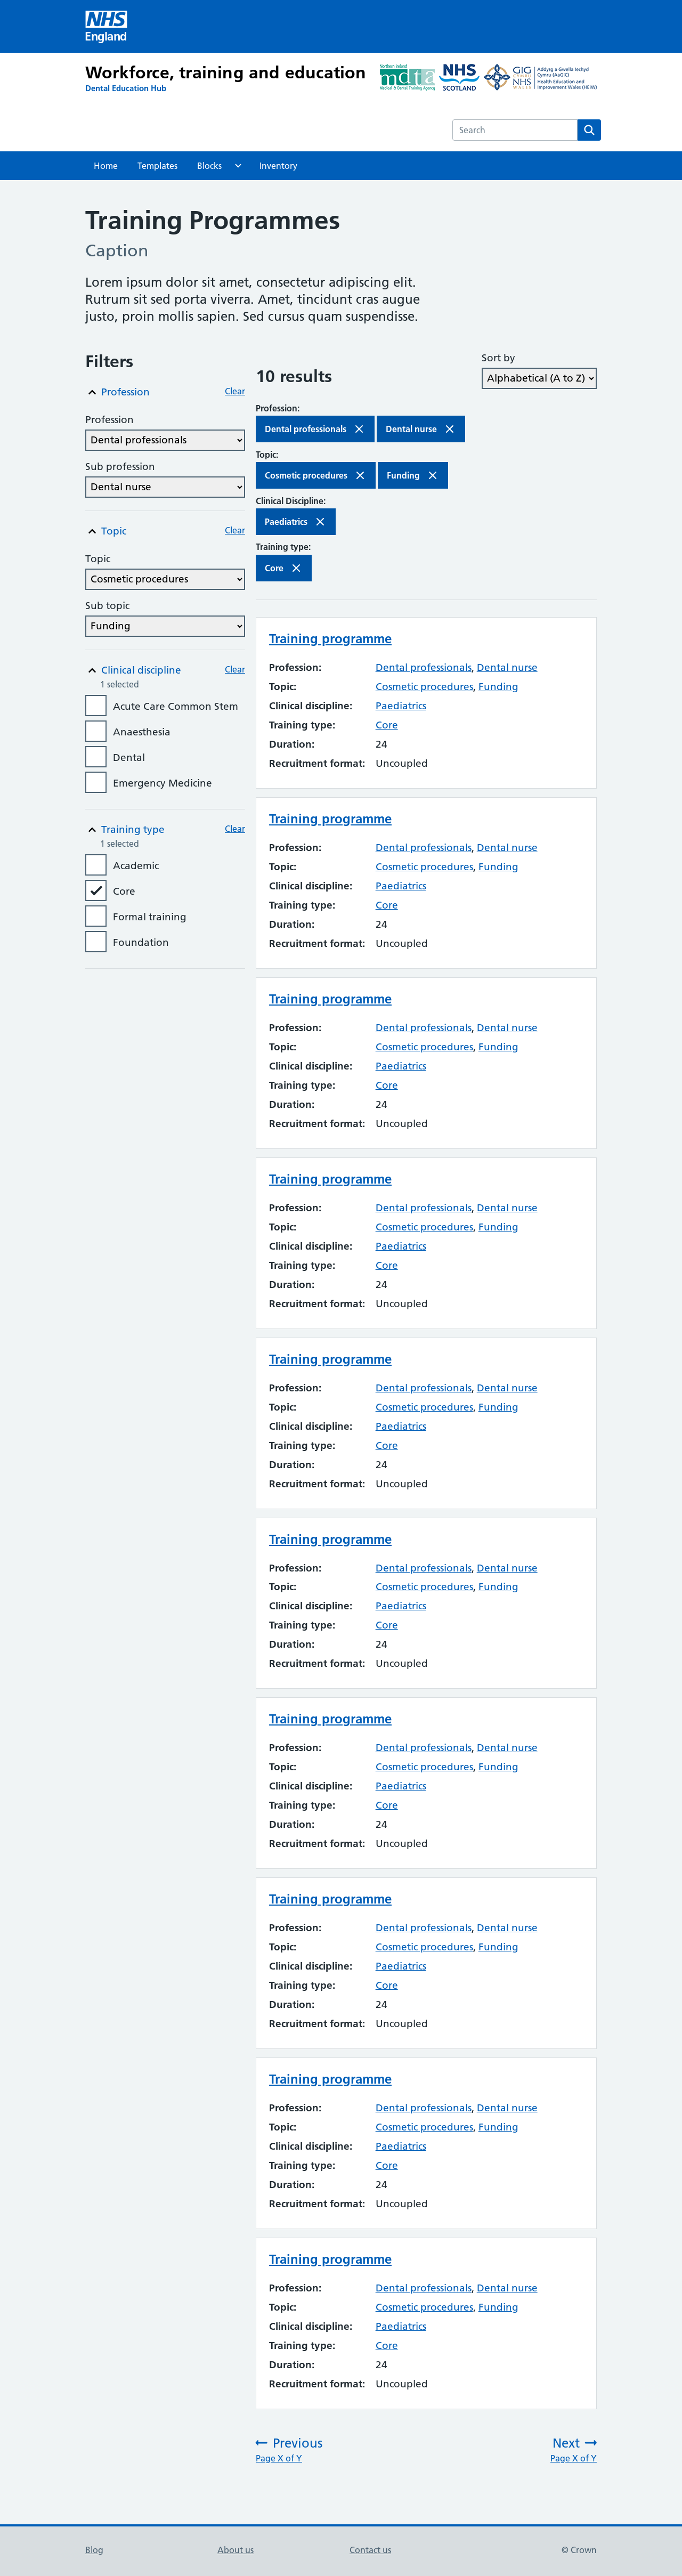 NHS
England
Workforce, training and education
Dental Education Hub
Northern Ireland
mdta
Medical & Dental Training Agency
NHS
SCOTLAND
GIG
CYMRU
NHS
WALES
Addysg a Gwella Iechyd
Cymru (AaGIC)
Health Education and
Improvement Wales (HEIW)
Search
Home
Templates
Blocks
Inventory
Training Programmes
Caption
Lorem ipsum dolor sit amet, consectetur adipiscing elit.
Rutrum sit sed porta viverra. Amet, tincidunt cras augue
justo, proin mollis sapien. Sed cursus quam suspendisse.
Filters
Profession
Clear
Profession
Dental professionals
Sub profession
Dental nurse
Topic
Clear
Topic
Cosmetic procedures
Sub topic
Funding
Clinical discipline
Clear
1 selected
Acute Care Common Stem
Anaesthesia
Dental
Emergency Medicine
Training type
Clear
1 selected
Academic
Core
Formal training
Foundation
10 results
Sort by
Alphabetical (A to Z)
Profession:
Dental professionals
Dental nurse
Topic:
Cosmetic procedures
Funding
Clinical Discipline:
Paediatrics
Training type:
Core
Training programme
Profession: Dental professionals, Dental nurse
Topic: Cosmetic procedures, Funding
Clinical discipline: Paediatrics
Training type: Core
Duration: 24
Recruitment format: Uncoupled
Training programme
Profession: Dental professionals, Dental nurse
Topic: Cosmetic procedures, Funding
Clinical discipline: Paediatrics
Training type: Core
Duration: 24
Recruitment format: Uncoupled
Training programme
Profession: Dental professionals, Dental nurse
Topic: Cosmetic procedures, Funding
Clinical discipline: Paediatrics
Training type: Core
Duration: 24
Recruitment format: Uncoupled
Training programme
Profession: Dental professionals, Dental nurse
Topic: Cosmetic procedures, Funding
Clinical discipline: Paediatrics
Training type: Core
Duration: 24
Recruitment format: Uncoupled
Training programme
Profession: Dental professionals, Dental nurse
Topic: Cosmetic procedures, Funding
Clinical discipline: Paediatrics
Training type: Core
Duration: 24
Recruitment format: Uncoupled
Training programme
Profession: Dental professionals, Dental nurse
Topic: Cosmetic procedures, Funding
Clinical discipline: Paediatrics
Training type: Core
Duration: 24
Recruitment format: Uncoupled
Training programme
Profession: Dental professionals, Dental nurse
Topic: Cosmetic procedures, Funding
Clinical discipline: Paediatrics
Training type: Core
Duration: 24
Recruitment format: Uncoupled
Training programme
Profession: Dental professionals, Dental nurse
Topic: Cosmetic procedures, Funding
Clinical discipline: Paediatrics
Training type: Core
Duration: 24
Recruitment format: Uncoupled
Training programme
Profession: Dental professionals, Dental nurse
Topic: Cosmetic procedures, Funding
Clinical discipline: Paediatrics
Training type: Core
Duration: 24
Recruitment format: Uncoupled
Training programme
Profession: Dental professionals, Dental nurse
Topic: Cosmetic procedures, Funding
Clinical discipline: Paediatrics
Training type: Core
Duration: 24
Recruitment format: Uncoupled
Previous
Page X of Y
Next
Page X of Y
Blog
About us
Contact us
© Crown